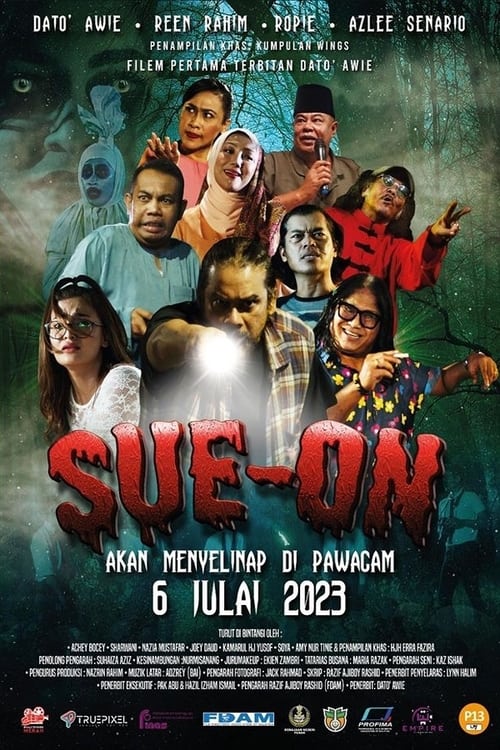 DATO' AWIE • REEN RAHIM • ROPIE • AZLEE SENARIO
PENAMPILAN KHAS: KUMPULAN WINGS
FILEM PERTAMA TERBITAN DATO' AWIE
SUE-ON
AKAN MENYELINAP DI PAWAGAM
6 JULAI 2023
TURUT DI BINTANGI OLEH :
• ACHEY BOCEY • SHARWANI • NAZIA MUSTAFAR • JOEY DAUD • KAMARUL HJ YUSOF • SOYA • AMY NUR TINIE & PENAMPILAN KHAS : HJH ERRA FAZIRA
PENOLONG PENGARAH : SUHAIZA AZIZ • KESINAMBUNGAN :NURMISANANG • JURUMAKEUP : EKIEN ZAMBRI • TATARIAS BUSANA : MARIA RAZAK • PENGARAH SENI : KAZ ISHAK
• PENGURUS PRODUKSI : NAZRIN RAHIM • MUZIK LATAR : ADZREY (BAI) • PENGARAH FOTOGRAFI : JACK RAHMAD • SKRIP : RAZIF AJIBOY RASHID • PENERBIT PENYELARAS : LYNN HALIM
PENERBIT EKSEKUTIF : PAK ABU & HAZIL IZHAM ISMAIL • PENGARAH RAZIF AJIBOY RASHID ( FDAM ) • PENERBIT: DATO' AWIE
MERAH
TRUEPIXEL
Finas
FDAM
PROFIMA
EMPIRE
P13